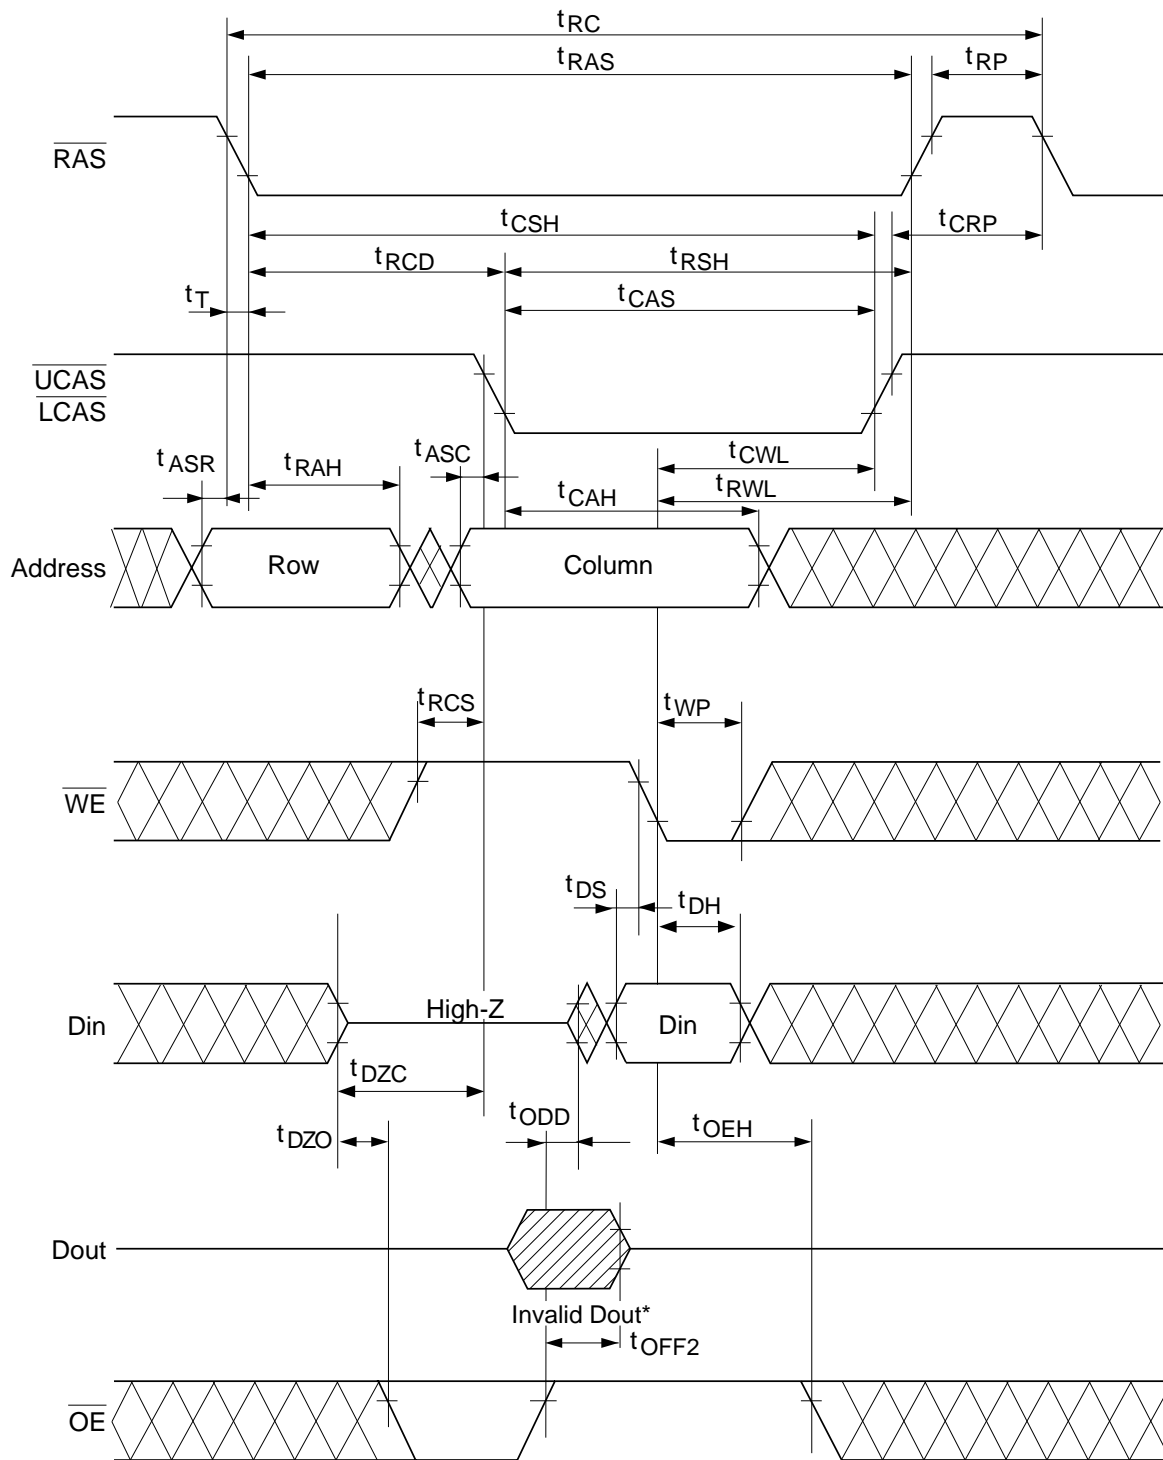 tRC
tRAS
tRP
RAS
tCSH
tCRP
tRCD
tRSH
tT
tCAS
UCAS
LCAS
tASR
tRAH
tASC
tCWL
tRWL
tCAH
Address
Row
Column
tRCS
tWP
WE
tDS
tDH
Din
High-Z
Din
tDZC
tODD
tDZO
tOEH
Dout
Invalid Dout*
tOFF2
OE